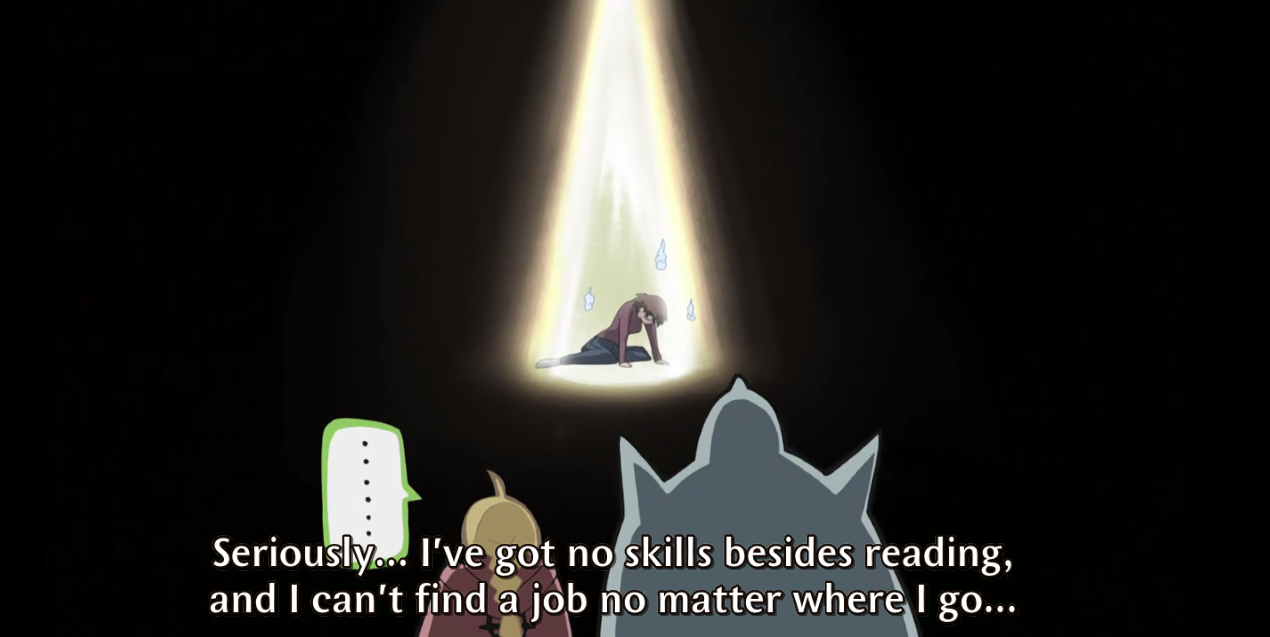 Seriously... I've got no skills besides reading,
and I can't find a job no matter where I go...